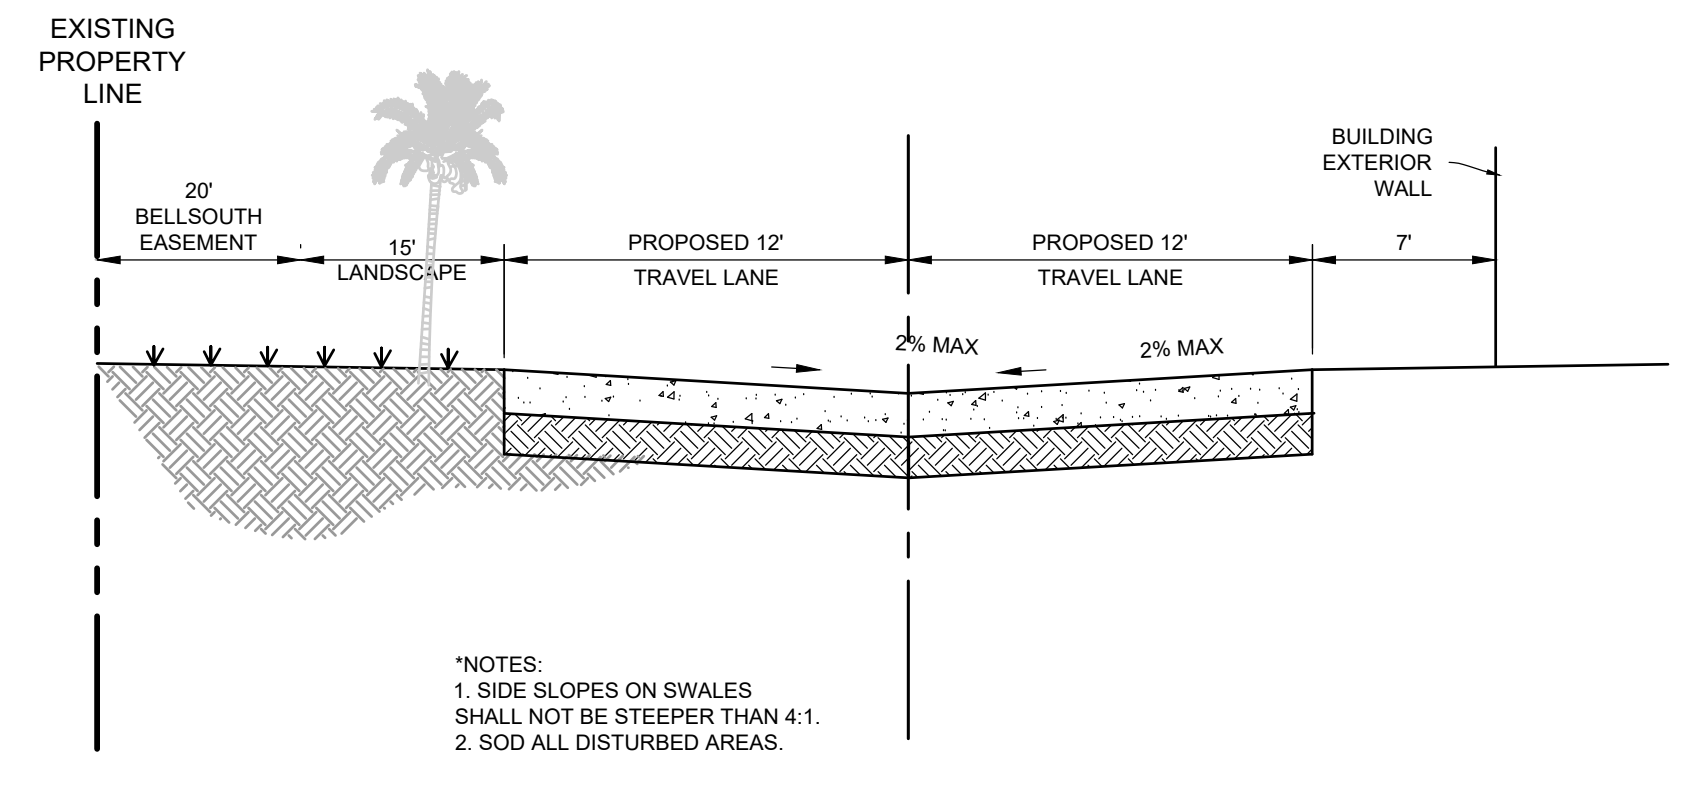 EXISTING
PROPERTY
LINE
20'
BELLSOUTH
EASEMENT
15'
LANDSCAPE
PROPOSED 12'
TRAVEL LANE
PROPOSED 12'
TRAVEL LANE
7'
BUILDING
EXTERIOR
WALL
2% MAX
2% MAX
*NOTES:
1. SIDE SLOPES ON SWALES
SHALL NOT BE STEEPER THAN 4:1.
2. SOD ALL DISTURBED AREAS.